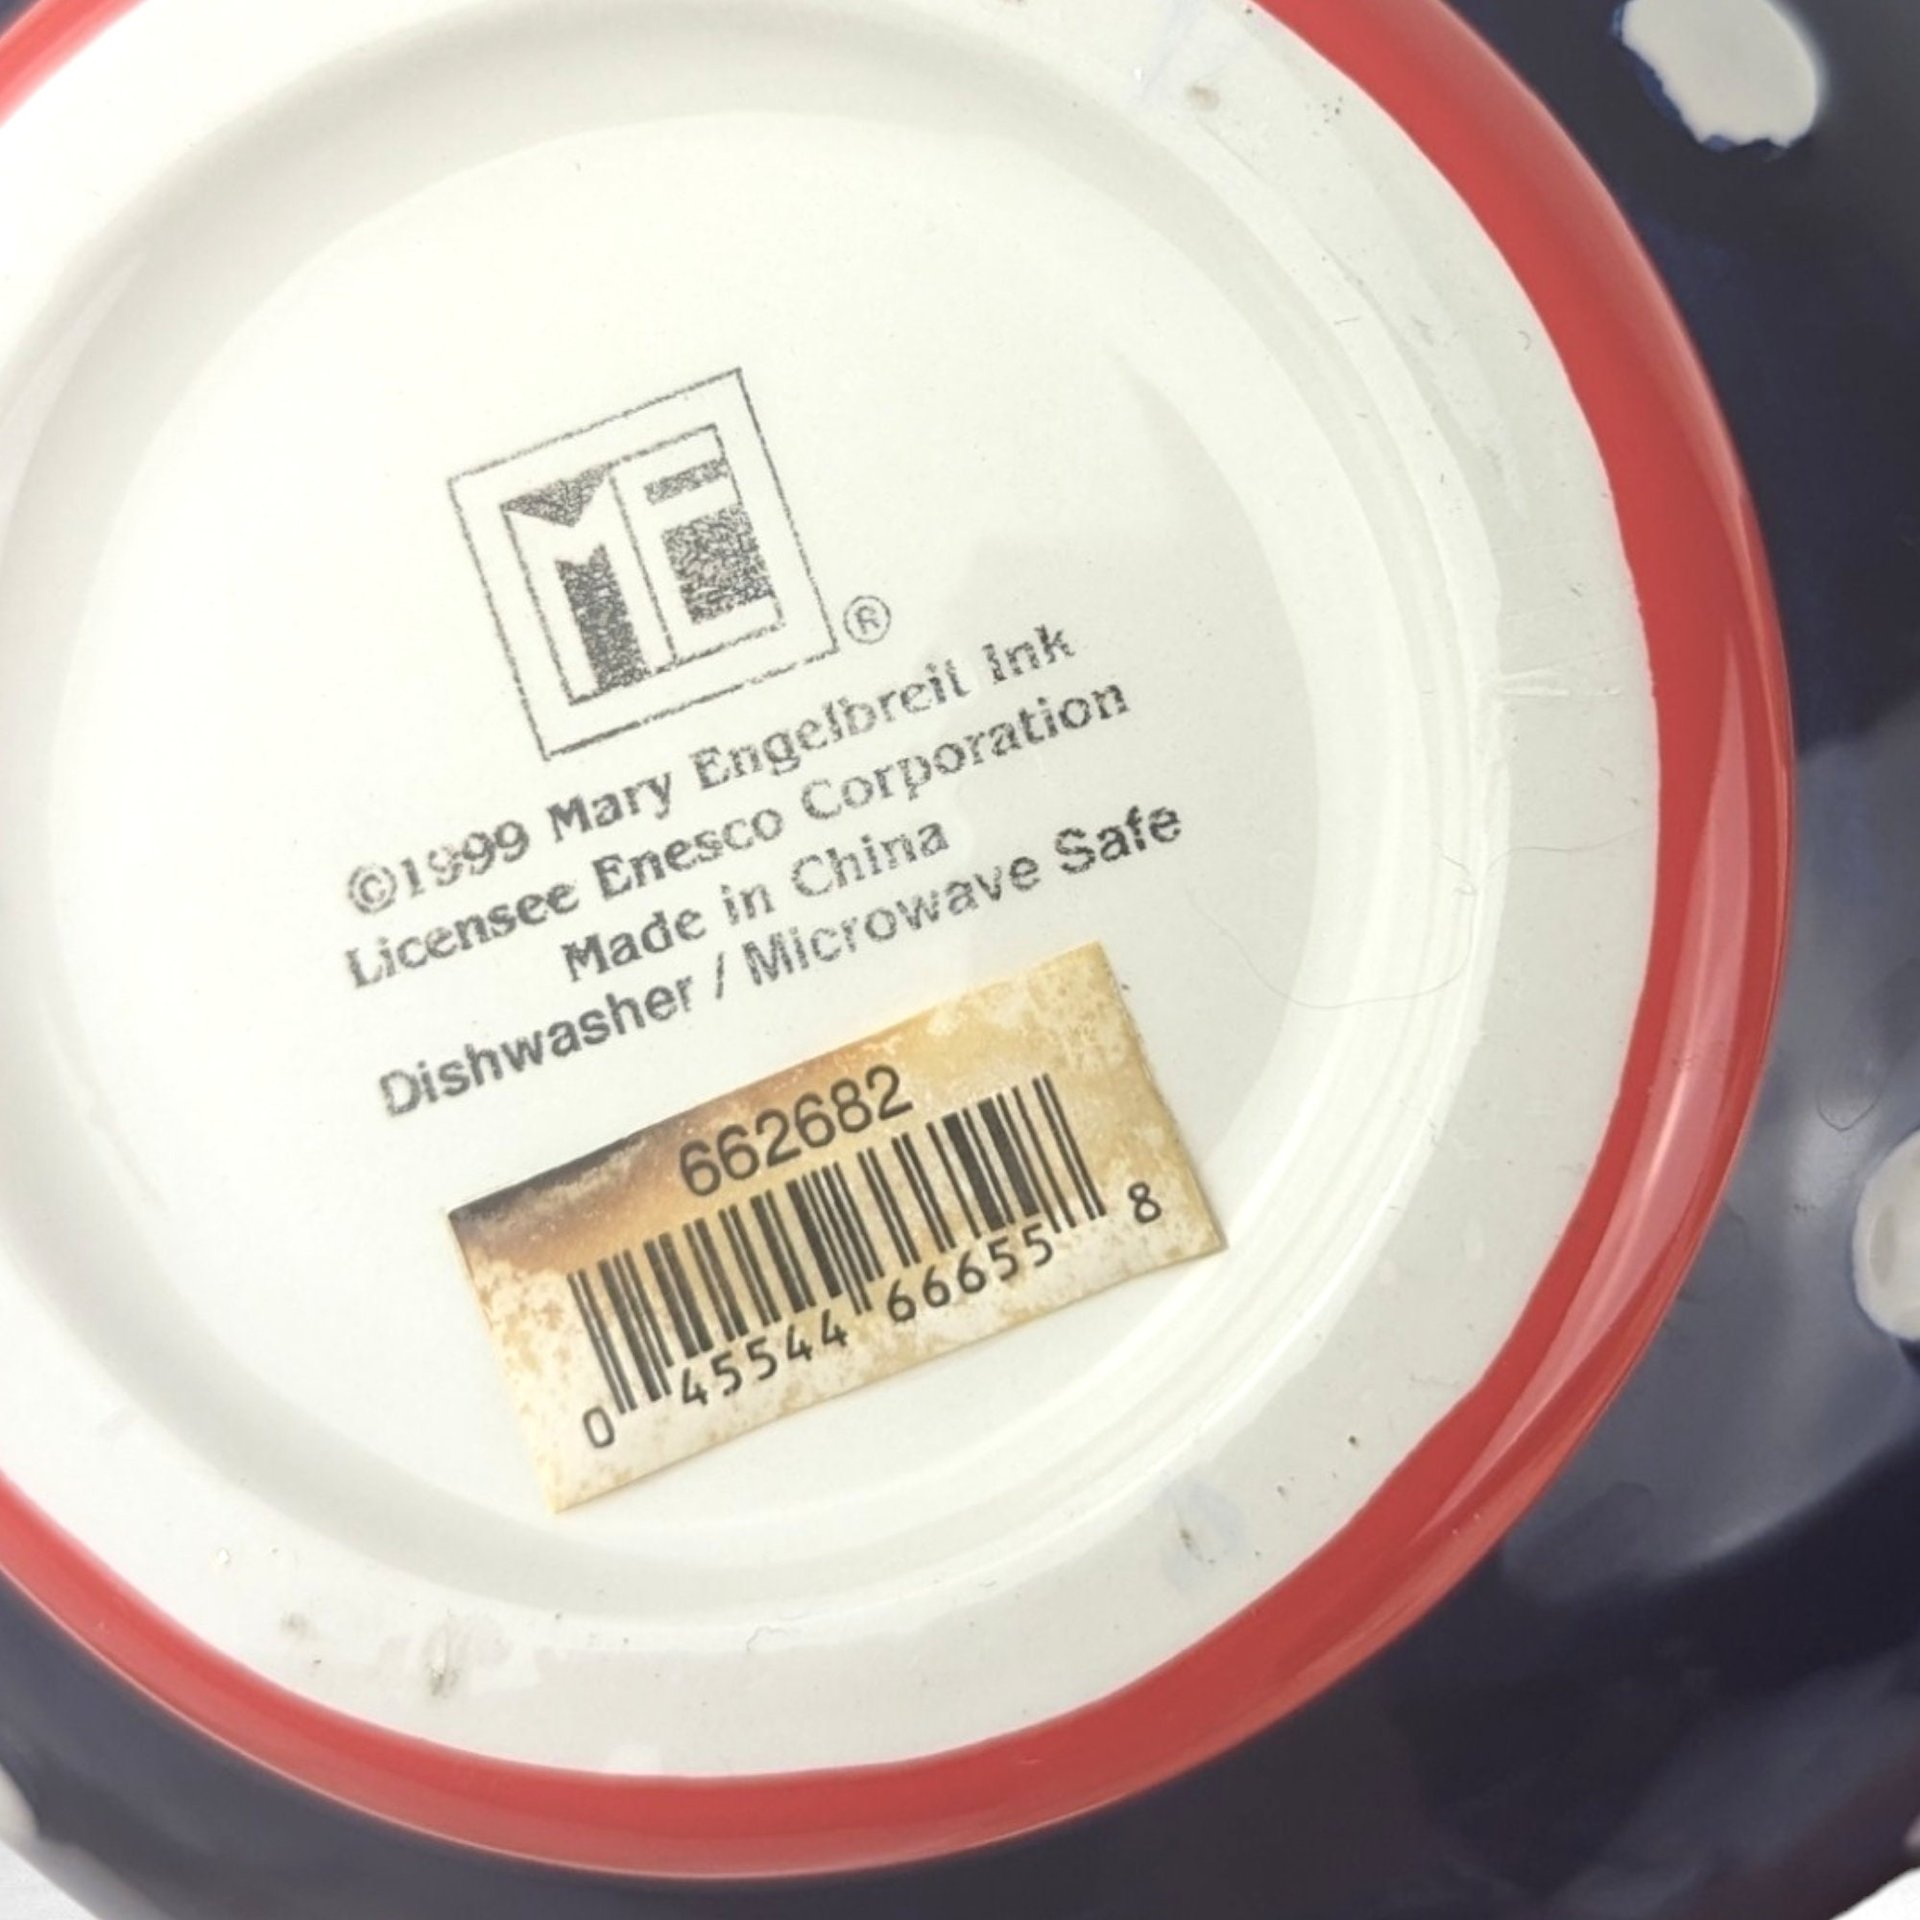 ME
®
©1999 Mary Engelbreit Ink
Licensee Enesco Corporation
Made in China
Dishwasher / Microwave Safe
662682
0 45544 66655 8